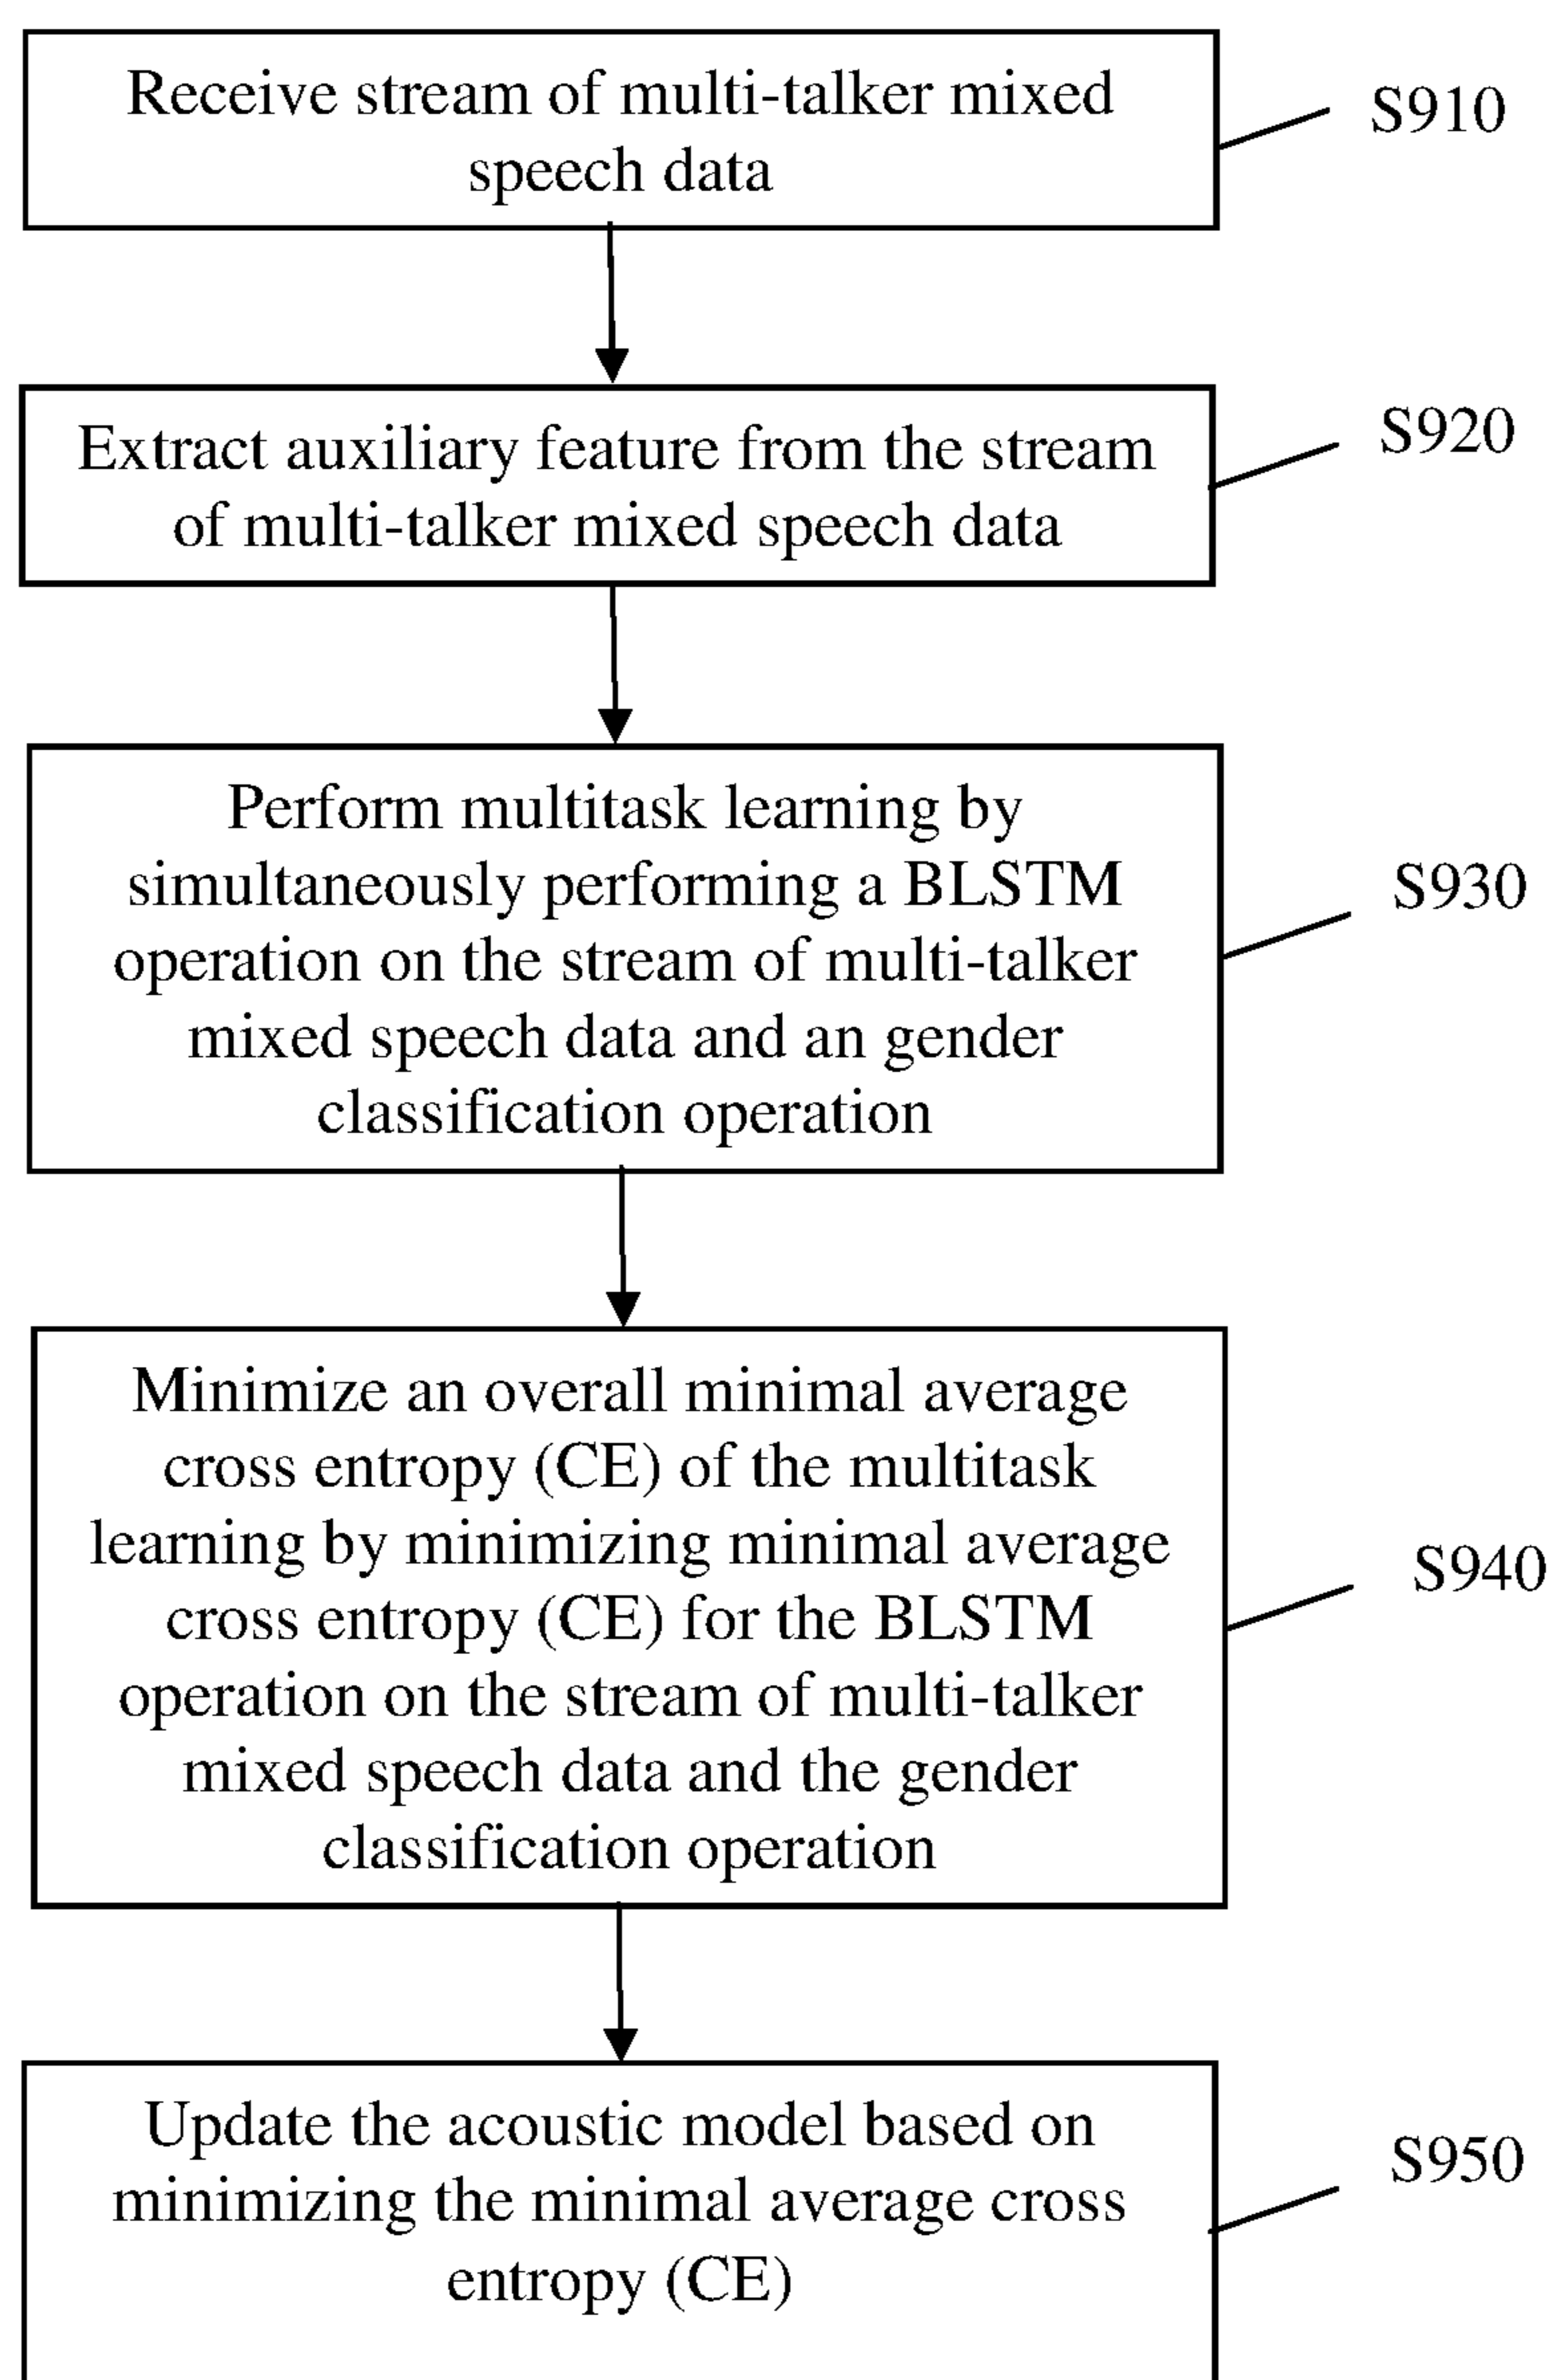 Receive stream of multi-talker mixed
speech data
S910
Extract auxiliary feature from the stream
of multi-talker mixed speech data
S920
Perform multitask learning by
simultaneously performing a BLSTM
operation on the stream of multi-talker
mixed speech data and an gender
classification operation
S930
Minimize an overall minimal average
cross entropy (CE) of the multitask
learning by minimizing minimal average
cross entropy (CE) for the BLSTM
operation on the stream of multi-talker
mixed speech data and the gender
classification operation
S940
Update the acoustic model based on
minimizing the minimal average cross
entropy (CE)
S950